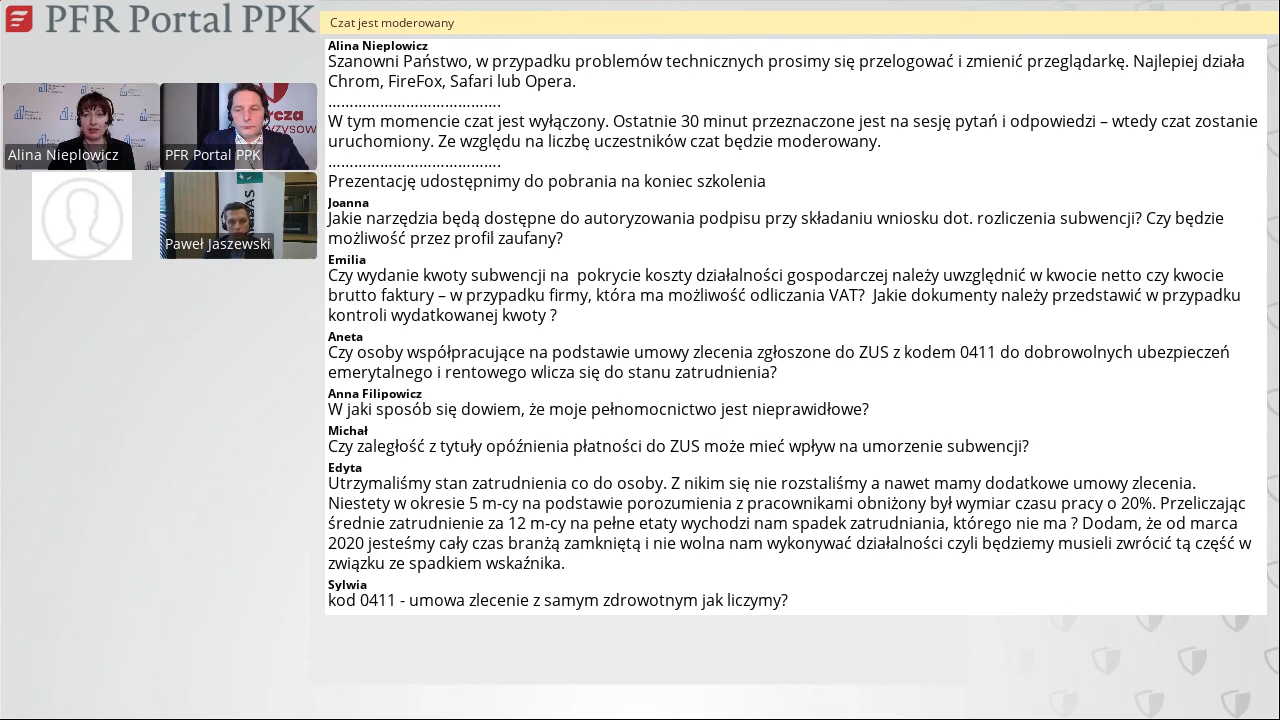 PFR Portal PPK
Czat jest moderowany
Alina Nieplowicz
Szanowni Państwo, w przypadku problemów technicznych prosimy się przelogować i zmienić przeglądarkę. Najlepiej działa
Chrom, FireFox, Safari lub Opera.
........................................
W tym momencie czat jest wyłączony. Ostatnie 30 minut przeznaczone jest na sesję pytań i odpowiedzi – wtedy czat zostanie
uruchomiony. Ze względu na liczbę uczestników czat będzie moderowany.
........................................
Prezentację udostępnimy do pobrania na koniec szkolenia
Joanna
Jakie narzędzia będą dostępne do autoryzowania podpisu przy składaniu wniosku dot. rozliczenia subwencji? Czy będzie
możliwość przez profil zaufany?
Emilia
Czy wydanie kwoty subwencji na  pokrycie koszty działalności gospodarczej należy uwzględnić w kwocie netto czy kwocie
brutto faktury – w przypadku firmy, która ma możliwość odliczania VAT?  Jakie dokumenty należy przedstawić w przypadku
kontroli wydatkowanej kwoty ?
Aneta
Czy osoby współpracujące na podstawie umowy zlecenia zgłoszone do ZUS z kodem 0411 do dobrowolnych ubezpieczeń
emerytalnego i rentowego wlicza się do stanu zatrudnienia?
Anna Filipowicz
W jaki sposób się dowiem, że moje pełnomocnictwo jest nieprawidłowe?
Michał
Czy zaległość z tytuły opóźnienia płatności do ZUS może mieć wpływ na umorzenie subwencji?
Edyta
Utrzymaliśmy stan zatrudnienia co do osoby. Z nikim się nie rozstaliśmy a nawet mamy dodatkowe umowy zlecenia.
Niestety w okresie 5 m-cy na podstawie porozumienia z pracownikami obniżony był wymiar czasu pracy o 20%. Przeliczając
średnie zatrudnienie za 12 m-cy na pełne etaty wychodzi nam spadek zatrudniania, którego nie ma ? Dodam, że od marca
2020 jesteśmy cały czas branżą zamkniętą i nie wolna nam wykonywać działalności czyli będziemy musieli zwrócić tą część w
związku ze spadkiem wskaźnika.
Sylwia
kod 0411 - umowa zlecenie z samym zdrowotnym jak liczymy?
Alina Nieplowicz
PFR Portal PPK
Paweł Jaszewski